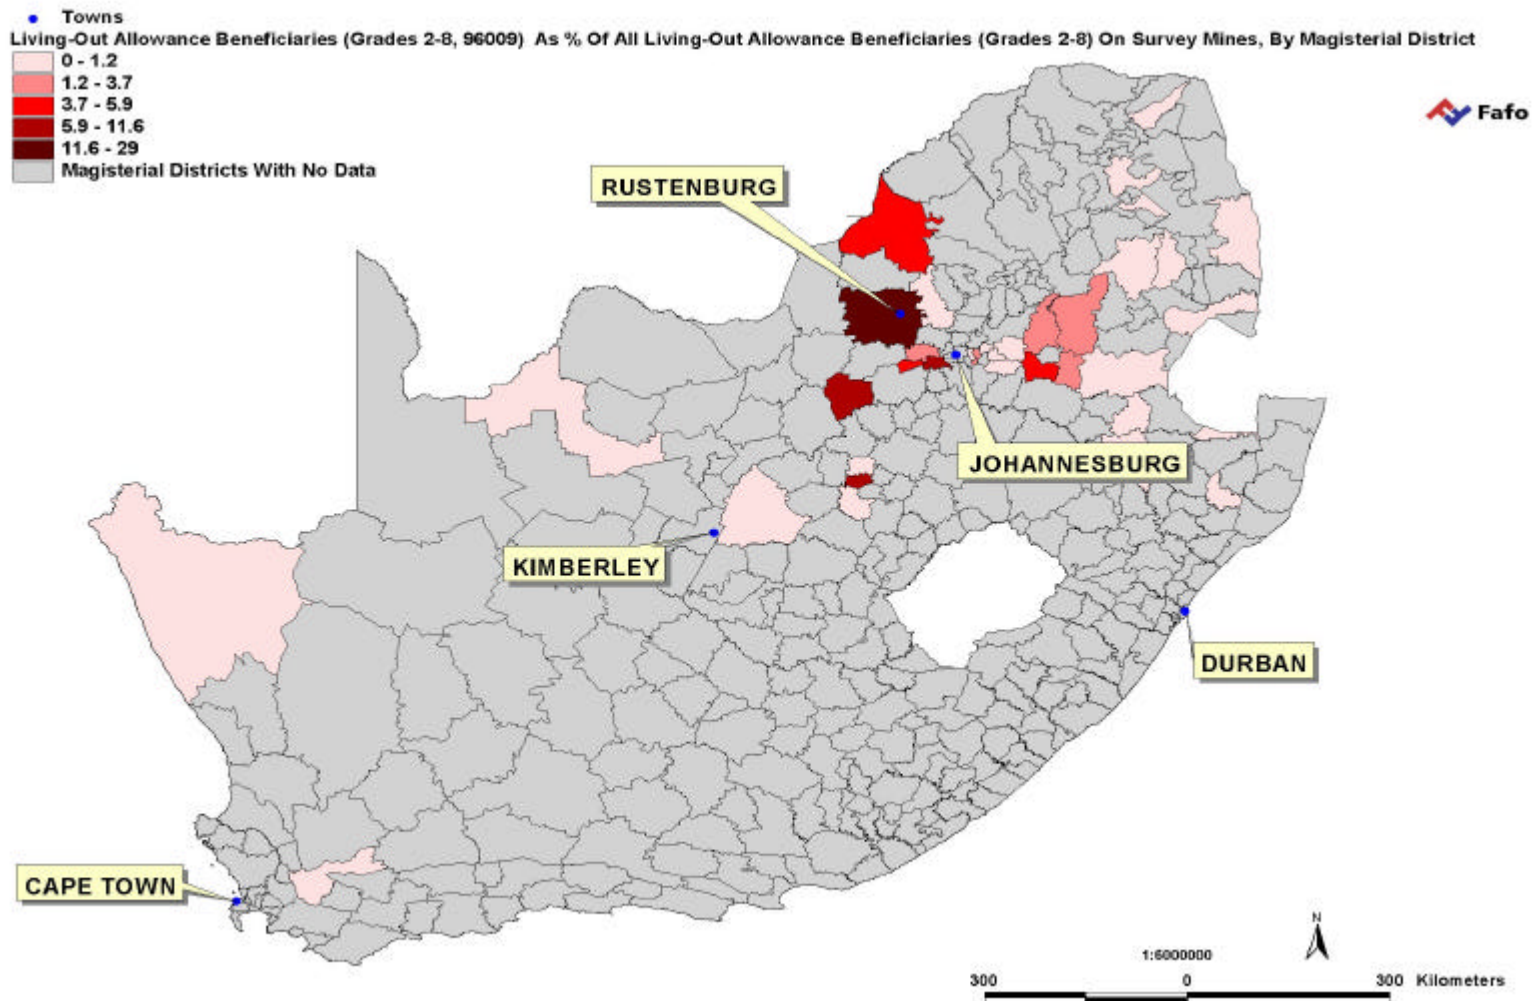 Towns
Living-Out Allowance Beneficiaries (Grades 2-8, 96009) As % Of All Living-Out Allowance Beneficiaries (Grades 2-8) On Survey Mines, By Magisterial District
0 - 1.2
1.2 - 3.7
3.7 - 5.9
5.9 - 11.6
11.6 - 29
Magisterial Districts With No Data
Fafo
RUSTENBURG
JOHANNESBURG
KIMBERLEY
DURBAN
CAPE TOWN
N
1:6000000
300 0 300 Kilometers